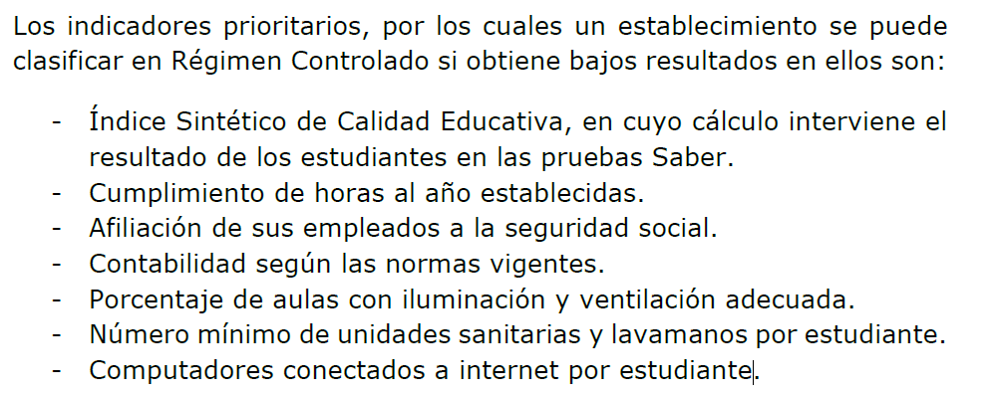 Los indicadores prioritarios, por los cuales un establecimiento se puede
clasificar en Régimen Controlado si obtiene bajos resultados en ellos son:
- Índice Sintético de Calidad Educativa, en cuyo cálculo interviene el
resultado de los estudiantes en las pruebas Saber.
- Cumplimiento de horas al año establecidas.
- Afiliación de sus empleados a la seguridad social.
- Contabilidad según las normas vigentes.
- Porcentaje de aulas con iluminación y ventilación adecuada.
- Número mínimo de unidades sanitarias y lavamanos por estudiante.
- Computadores conectados a internet por estudiante.